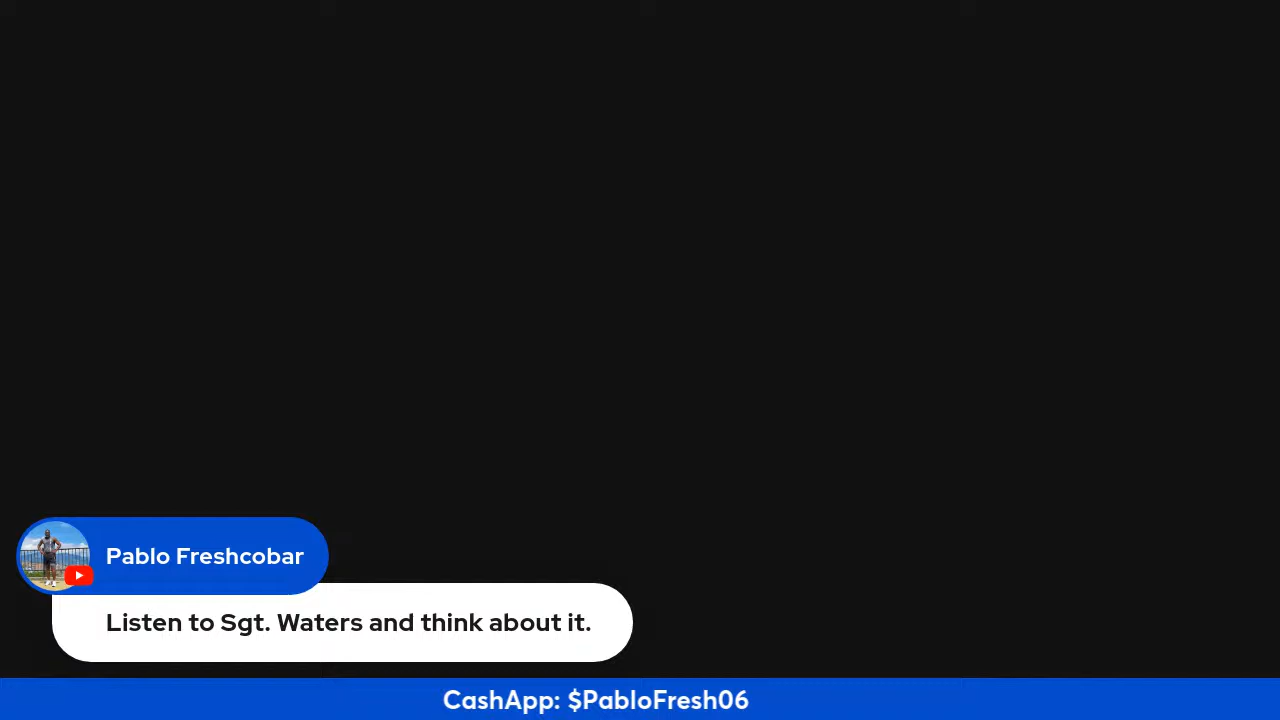 Pablo Freshcobar
Listen to Sgt. Waters and think about it.
CashApp: $PabloFresh06